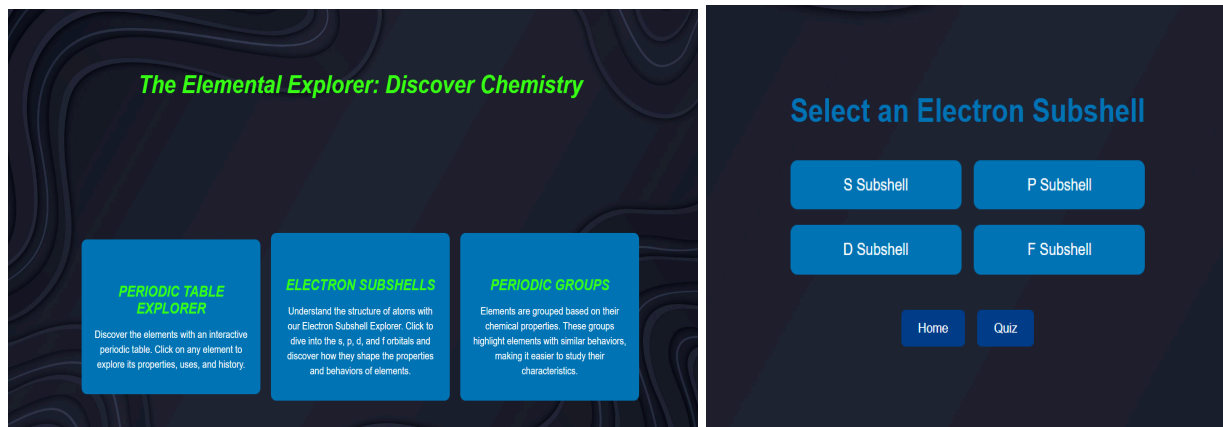 The Elemental Explorer: Discover Chemistry
PERIODIC TABLE
EXPLORER
Discover the elements with an interactive
periodic table. Click on any element to
explore its properties, uses, and history.
ELECTRON SUBSHELLS
Understand the structure of atoms with
our Electron Subshell Explorer. Click to
dive into the s, p, d, and f orbitals and
discover how they shape the properties
and behaviors of elements.
PERIODIC GROUPS
Elements are grouped based on their
chemical properties. These groups
highlight elements with similar behaviors,
making it easier to study their
characteristics.
Select an Electron Subshell
S Subshell
P Subshell
D Subshell
F Subshell
Home
Quiz